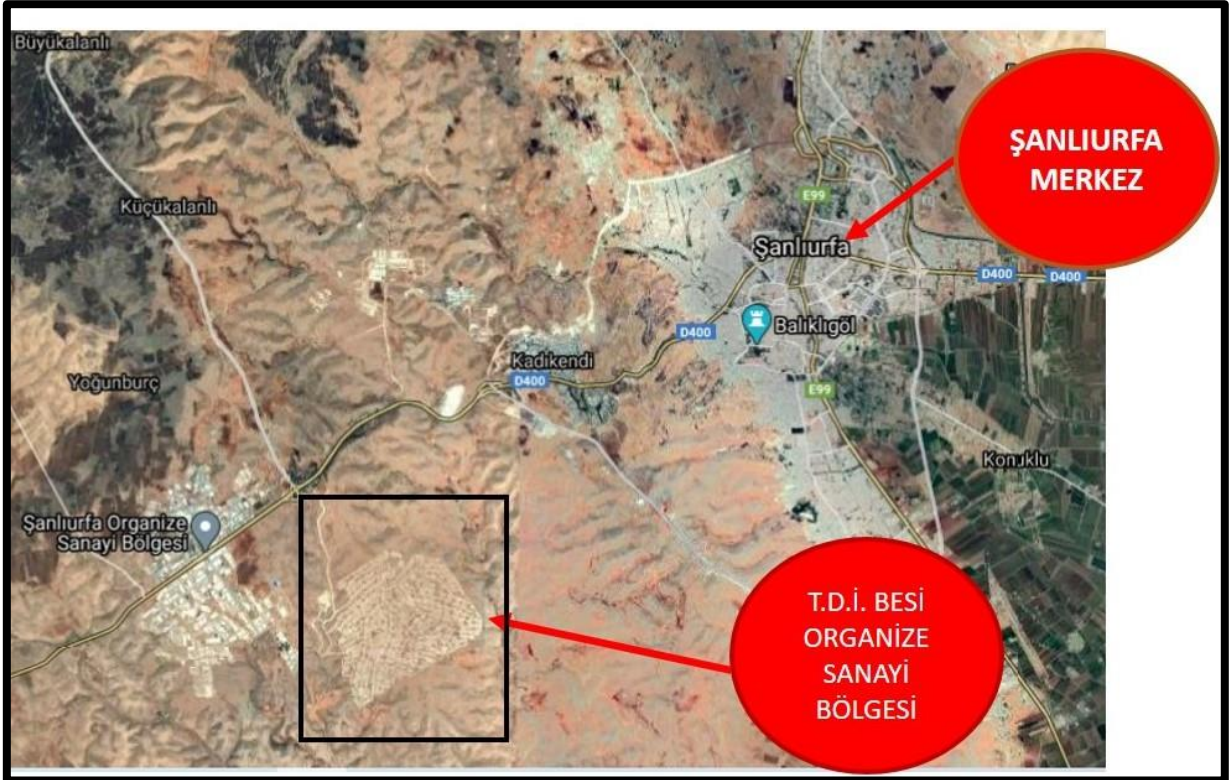 Büyükalanlı
ŞANLIURFA
MERKEZ
E99
Küçükalanlı
Şanlıurfa
D400
D400
Balıklıgöl
D400
Kadıkendi
D400
Yoğunburç
E99
Konuklu
Şanlıurfa Organize
Sanayi Bölgesi
T.D.İ. BESİ
ORGANİZE
SANAYİ
BÖLGESİ